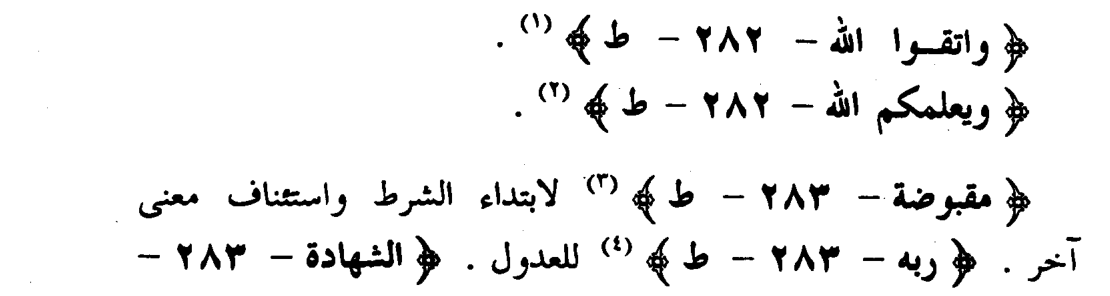 ﴿ واتقـوا الله – ٢٨٢ – ط ﴾ (١) .
﴿ ويعلمكم الله – ٢٨٢ – ط ﴾ (٢) .
﴿ مقبوضة – ٢٨٣ – ط ﴾ (٣) لابتداء الشرط واستئناف معنى
آخر . ﴿ ربه – ٢٨٣ – ط ﴾ (٤) للعدول . ﴿ الشهادة – ٢٨٣ –